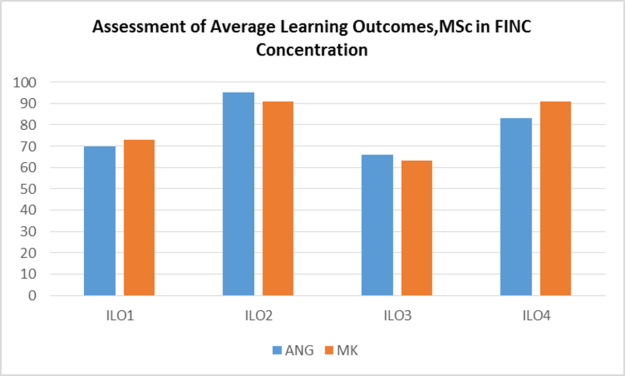 Assessment of Average Learning Outcomes,MSc in FINC
Concentration
100
90
80
70
60
50
40
30
20
10
0
ILO1 ILO2 ILO3 ILO4
ANG MK